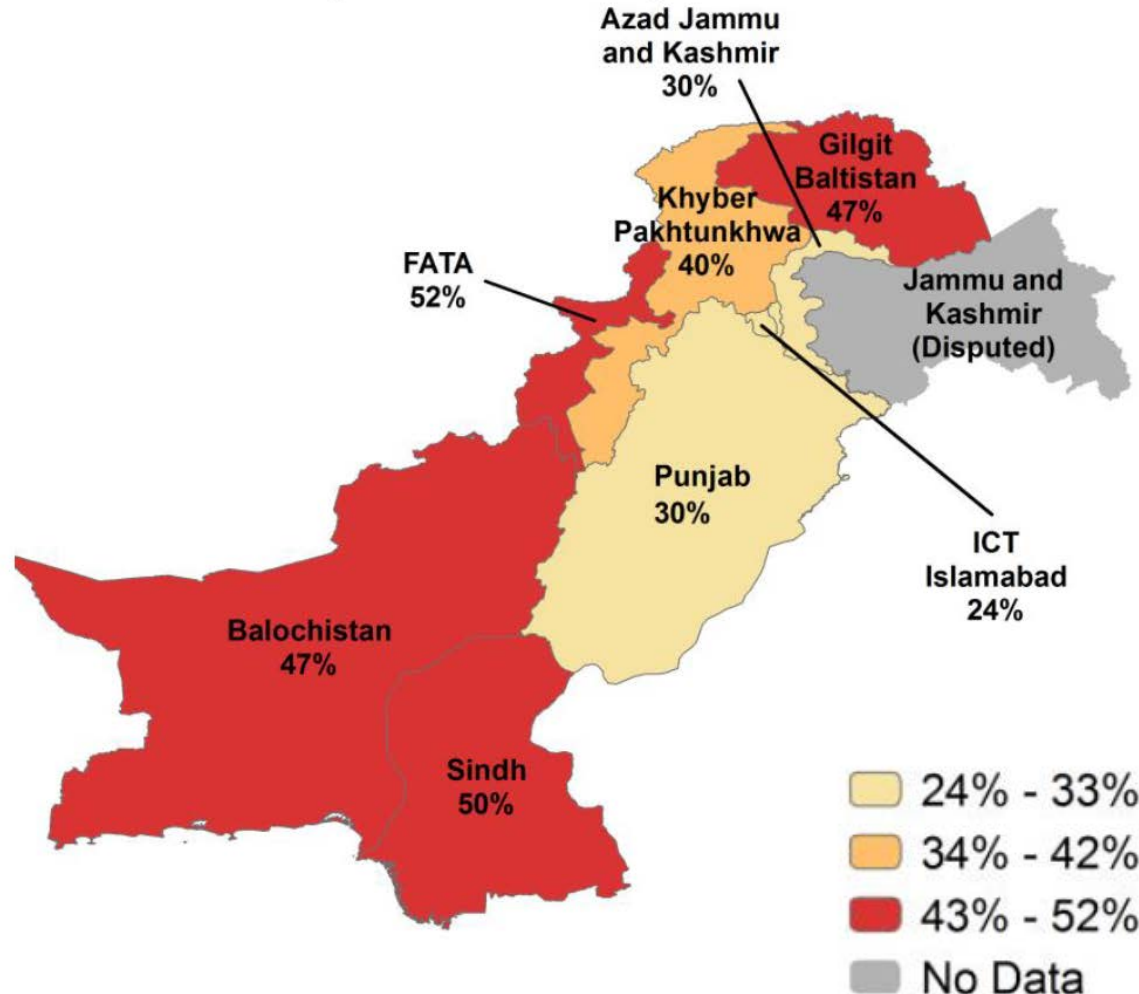 Azad Jammu
and Kashmir
30%
Gilgit
Baltistan
47%
Khyber
Pakhtunkhwa
40%
FATA
52%
Jammu and
Kashmir
(Disputed)
Punjab
30%
ICT
Islamabad
24%
Balochistan
47%
Sindh
50%
24% - 33%
34% - 42%
43% - 52%
No Data